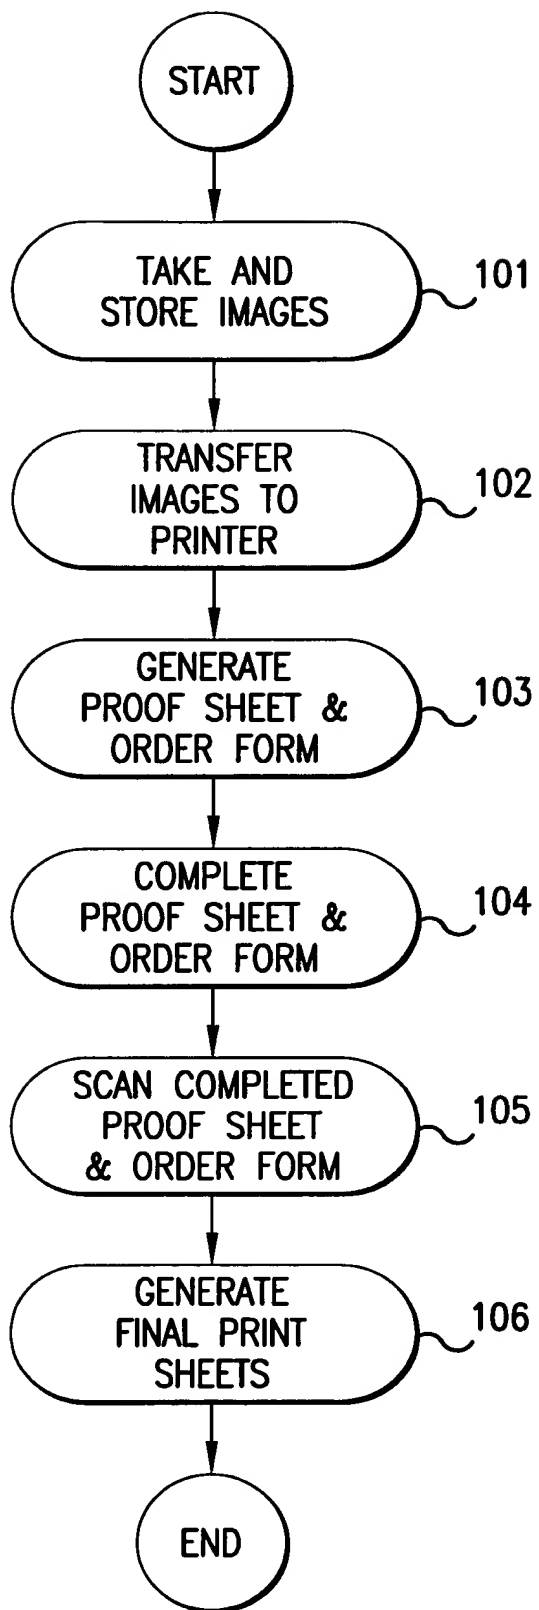 START
TAKE AND
STORE IMAGES
101
TRANSFER
IMAGES TO
PRINTER
102
GENERATE
PROOF SHEET &
ORDER FORM
103
COMPLETE
PROOF SHEET &
ORDER FORM
104
SCAN COMPLETED
PROOF SHEET
& ORDER FORM
105
GENERATE
FINAL PRINT
SHEETS
106
END